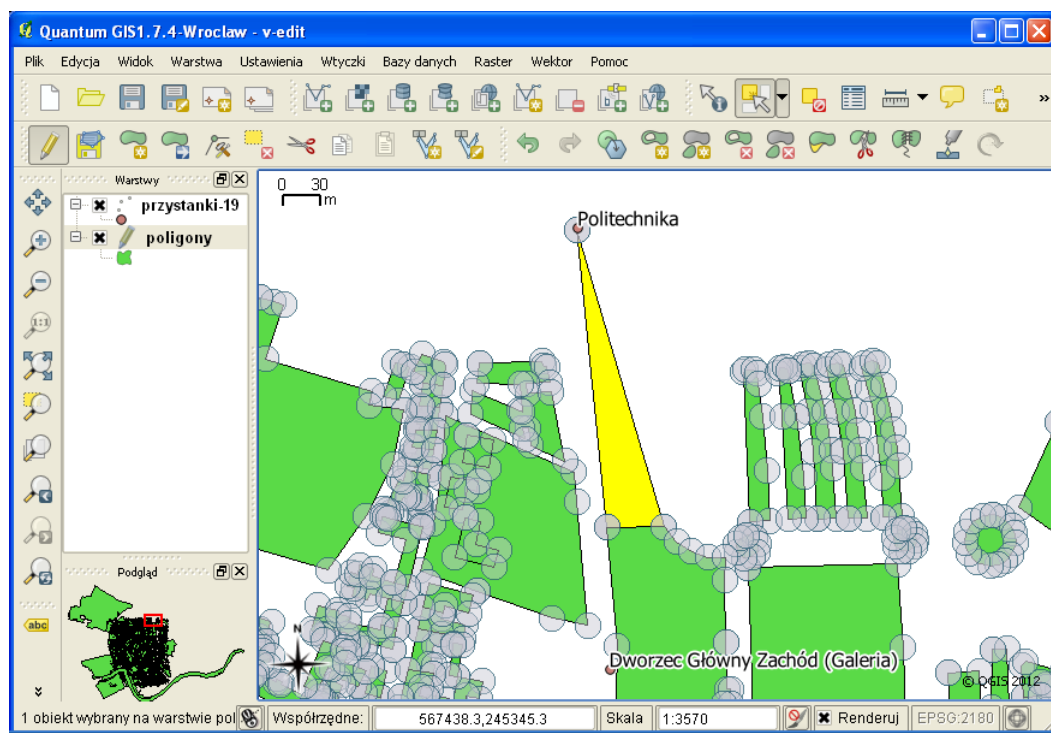 Quantum GIS1.7.4-Wroclaw - v-edit
Plik Edycja Widok Warstwa Ustawienia Wtyczki Bazy danych Raster Wektor Pomoc
»
Warstwy
przystanki-19
poligony
0 30
m
Politechnika
1:1
Podgląd
abc
N
Dworzec Główny Zachód (Galeria)
© QGIS 2012
1 obiekt wybrany na warstwie pol
Współrzędne: 567438.3,245345.3
Skala 1:3570
Renderuj
EPSG:2180